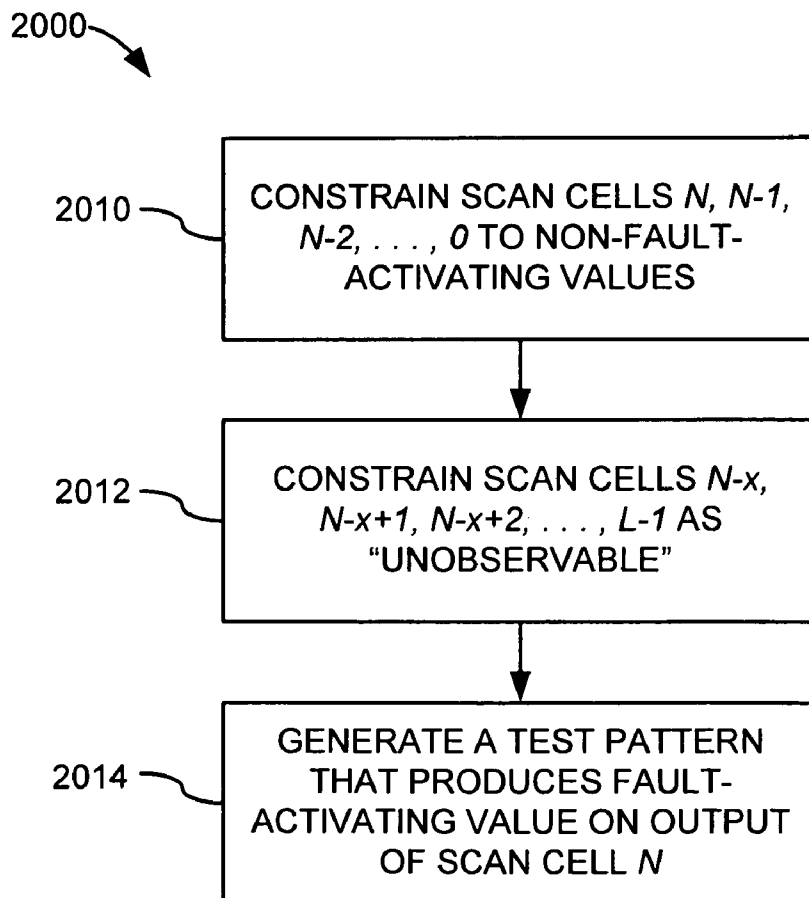 2000
2010
CONSTRAIN SCAN CELLS N, N-1,
N-2, . . . , 0 TO NON-FAULT-
ACTIVATING VALUES
2012
CONSTRAIN SCAN CELLS N-x,
N-x+1, N-x+2, . . . , L-1 AS
“UNOBSERVABLE”
2014
GENERATE A TEST PATTERN
THAT PRODUCES FAULT-
ACTIVATING VALUE ON OUTPUT
OF SCAN CELL N